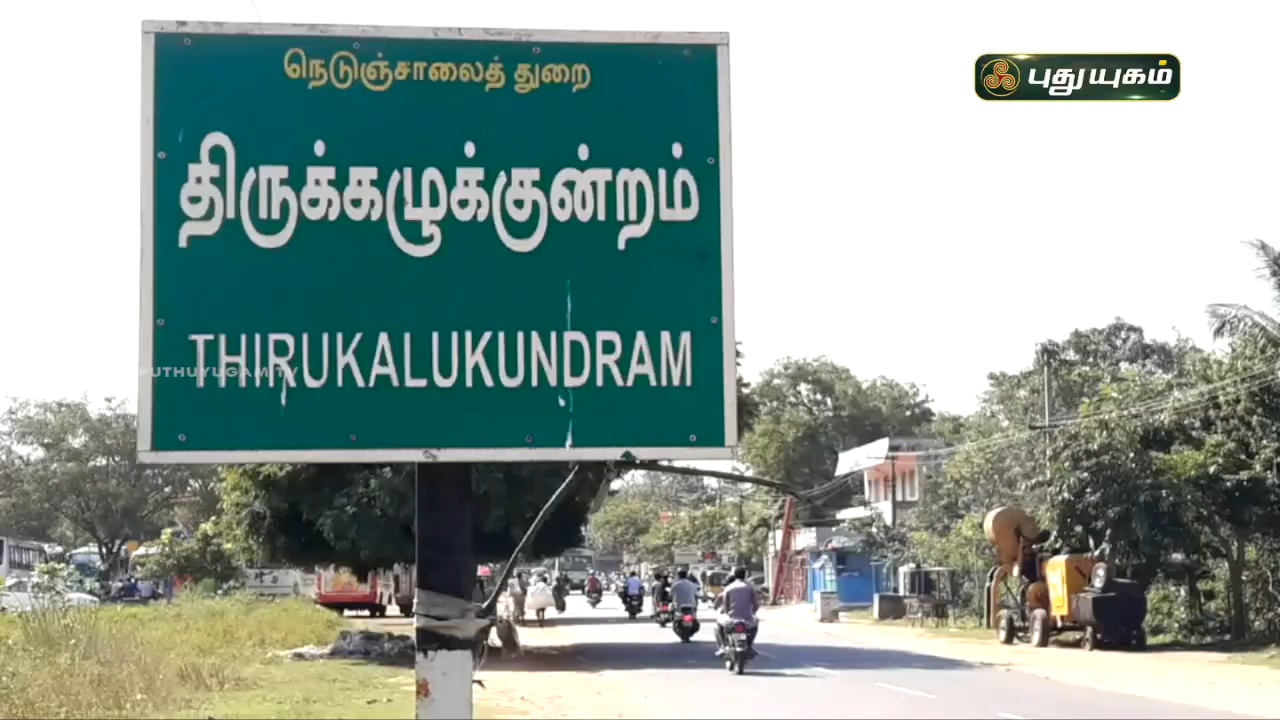 நெடுஞ்சாலைத் துறை
திருக்கழுக்குன்றம்
THIRUKALUKUNDRAM
PUTHUYUGAM TV
புதுயுகம்